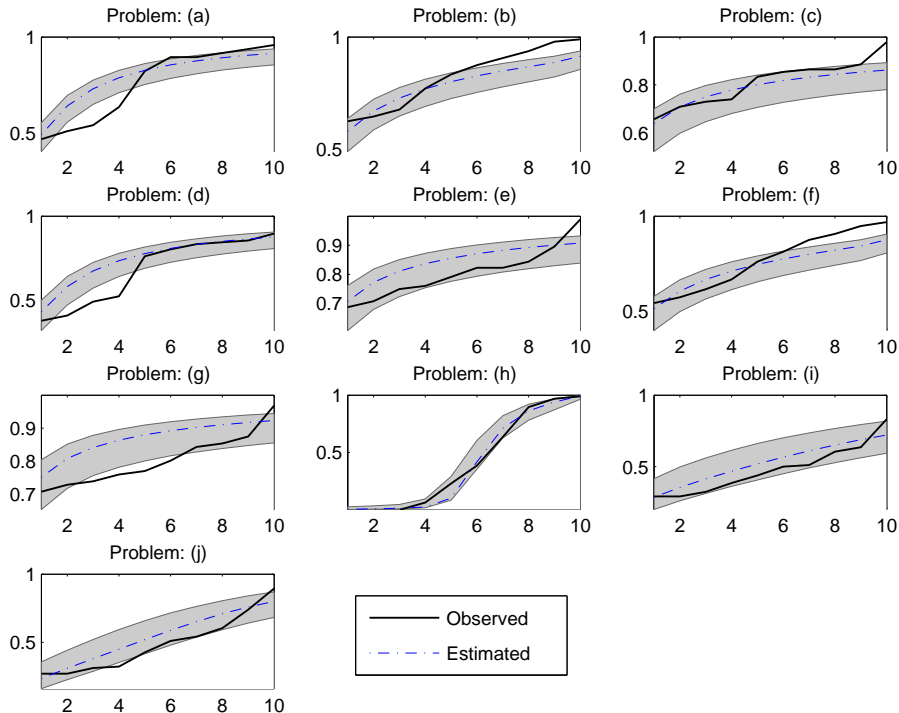 Problem: (a)
1
0.5
2 4 6 8 10
Problem: (b)
1
0.5
2 4 6 8 10
Problem: (c)
1
0.8
0.6
2 4 6 8 10
Problem: (d)
1
0.5
2 4 6 8 10
Problem: (e)
0.9
0.8
0.7
2 4 6 8 10
Problem: (f)
1
0.5
2 4 6 8 10
Problem: (g)
0.9
0.8
0.7
2 4 6 8 10
Problem: (h)
1
0.5
2 4 6 8 10
Problem: (i)
1
0.5
2 4 6 8 10
Problem: (j)
1
0.5
2 4 6 8 10
Observed
Estimated